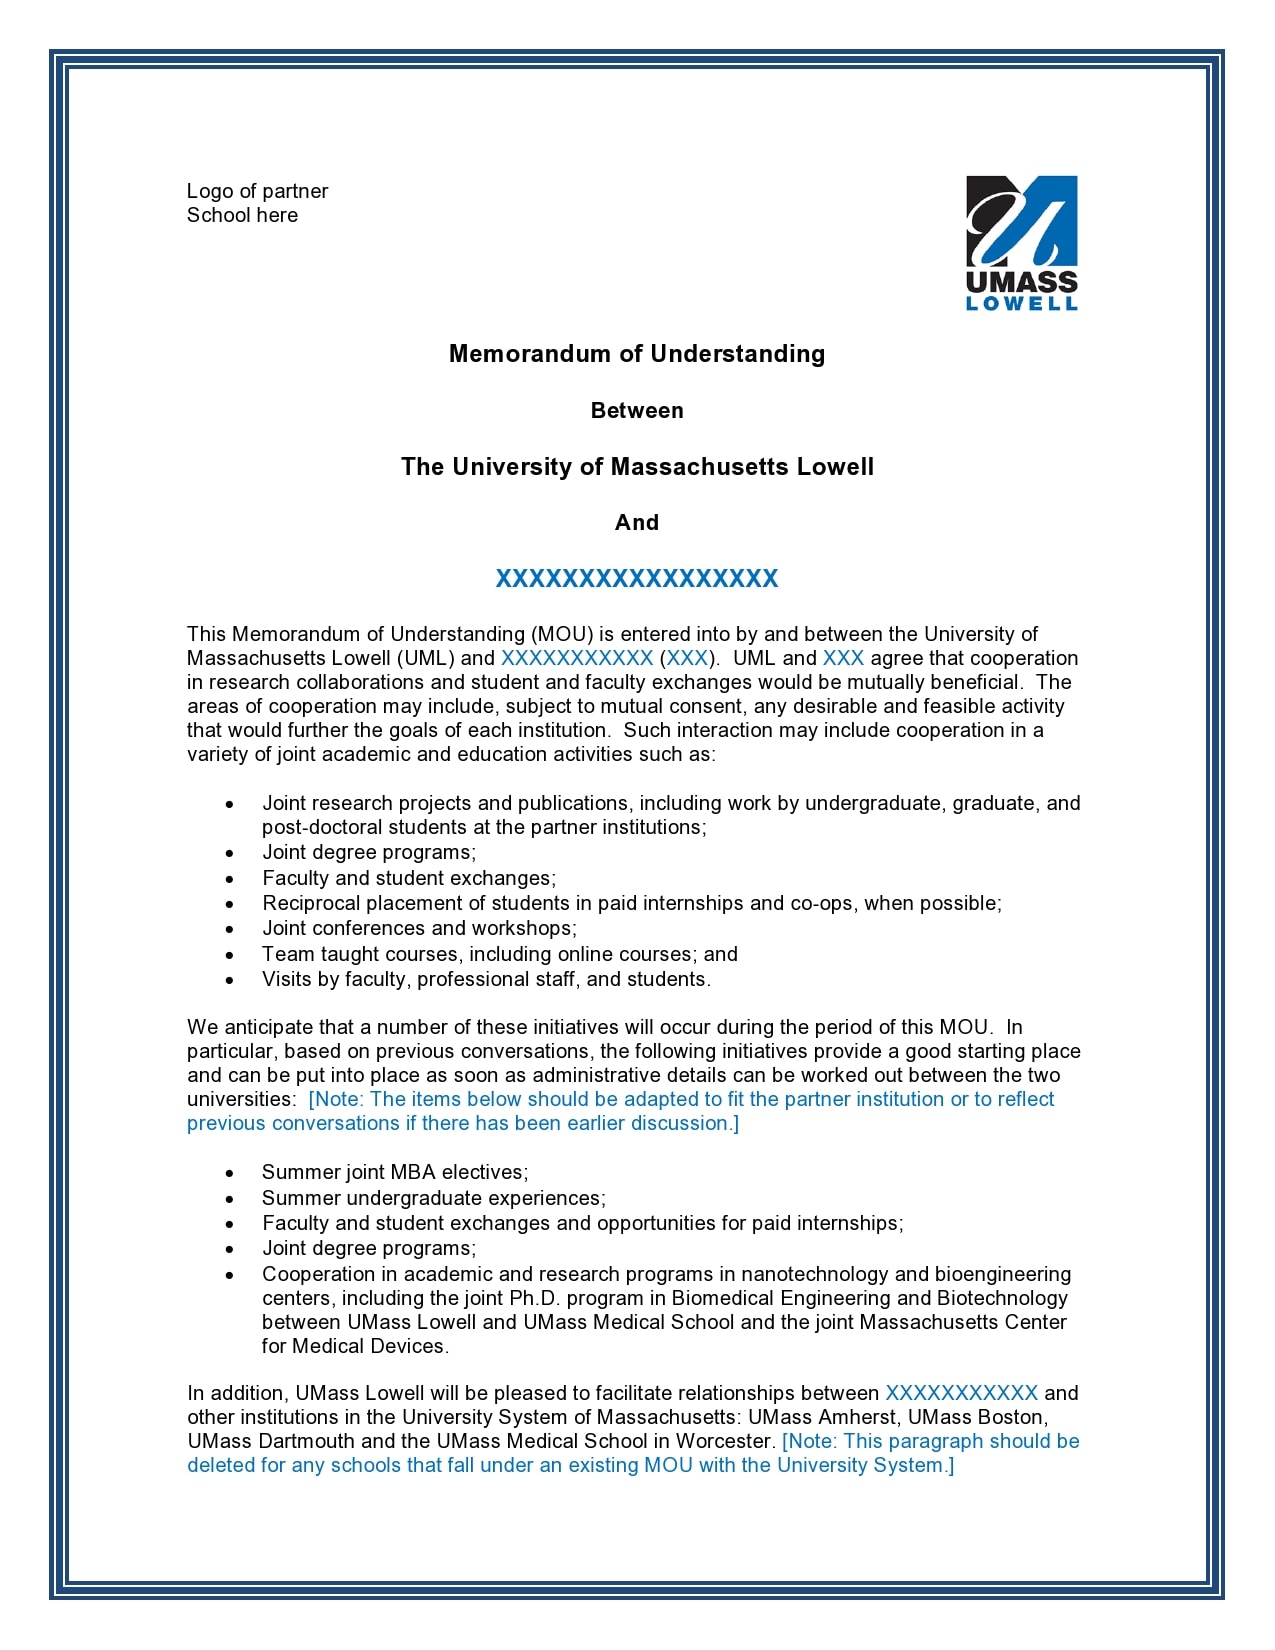 Logo of partner
School here
UMASS
LOWELL
Memorandum of Understanding
Between
The University of Massachusetts Lowell
And
XXXXXXXXXXXXXXXXX
This Memorandum of Understanding (MOU) is entered into by and between the University of
Massachusetts Lowell (UML) and XXXXXXXXXXX (XXX).  UML and XXX agree that cooperation
in research collaborations and student and faculty exchanges would be mutually beneficial.  The
areas of cooperation may include, subject to mutual consent, any desirable and feasible activity
that would further the goals of each institution.  Such interaction may include cooperation in a
variety of joint academic and education activities such as:
• Joint research projects and publications, including work by undergraduate, graduate, and
post-doctoral students at the partner institutions;
• Joint degree programs;
• Faculty and student exchanges;
• Reciprocal placement of students in paid internships and co-ops, when possible;
• Joint conferences and workshops;
• Team taught courses, including online courses; and
• Visits by faculty, professional staff, and students.
We anticipate that a number of these initiatives will occur during the period of this MOU.  In
particular, based on previous conversations, the following initiatives provide a good starting place
and can be put into place as soon as administrative details can be worked out between the two
universities:  [Note: The items below should be adapted to fit the partner institution or to reflect
previous conversations if there has been earlier discussion.]
• Summer joint MBA electives;
• Summer undergraduate experiences;
• Faculty and student exchanges and opportunities for paid internships;
• Joint degree programs;
• Cooperation in academic and research programs in nanotechnology and bioengineering
centers, including the joint Ph.D. program in Biomedical Engineering and Biotechnology
between UMass Lowell and UMass Medical School and the joint Massachusetts Center
for Medical Devices.
In addition, UMass Lowell will be pleased to facilitate relationships between XXXXXXXXXXX and
other institutions in the University System of Massachusetts: UMass Amherst, UMass Boston,
UMass Dartmouth and the UMass Medical School in Worcester. [Note: This paragraph should be
deleted for any schools that fall under an existing MOU with the University System.]